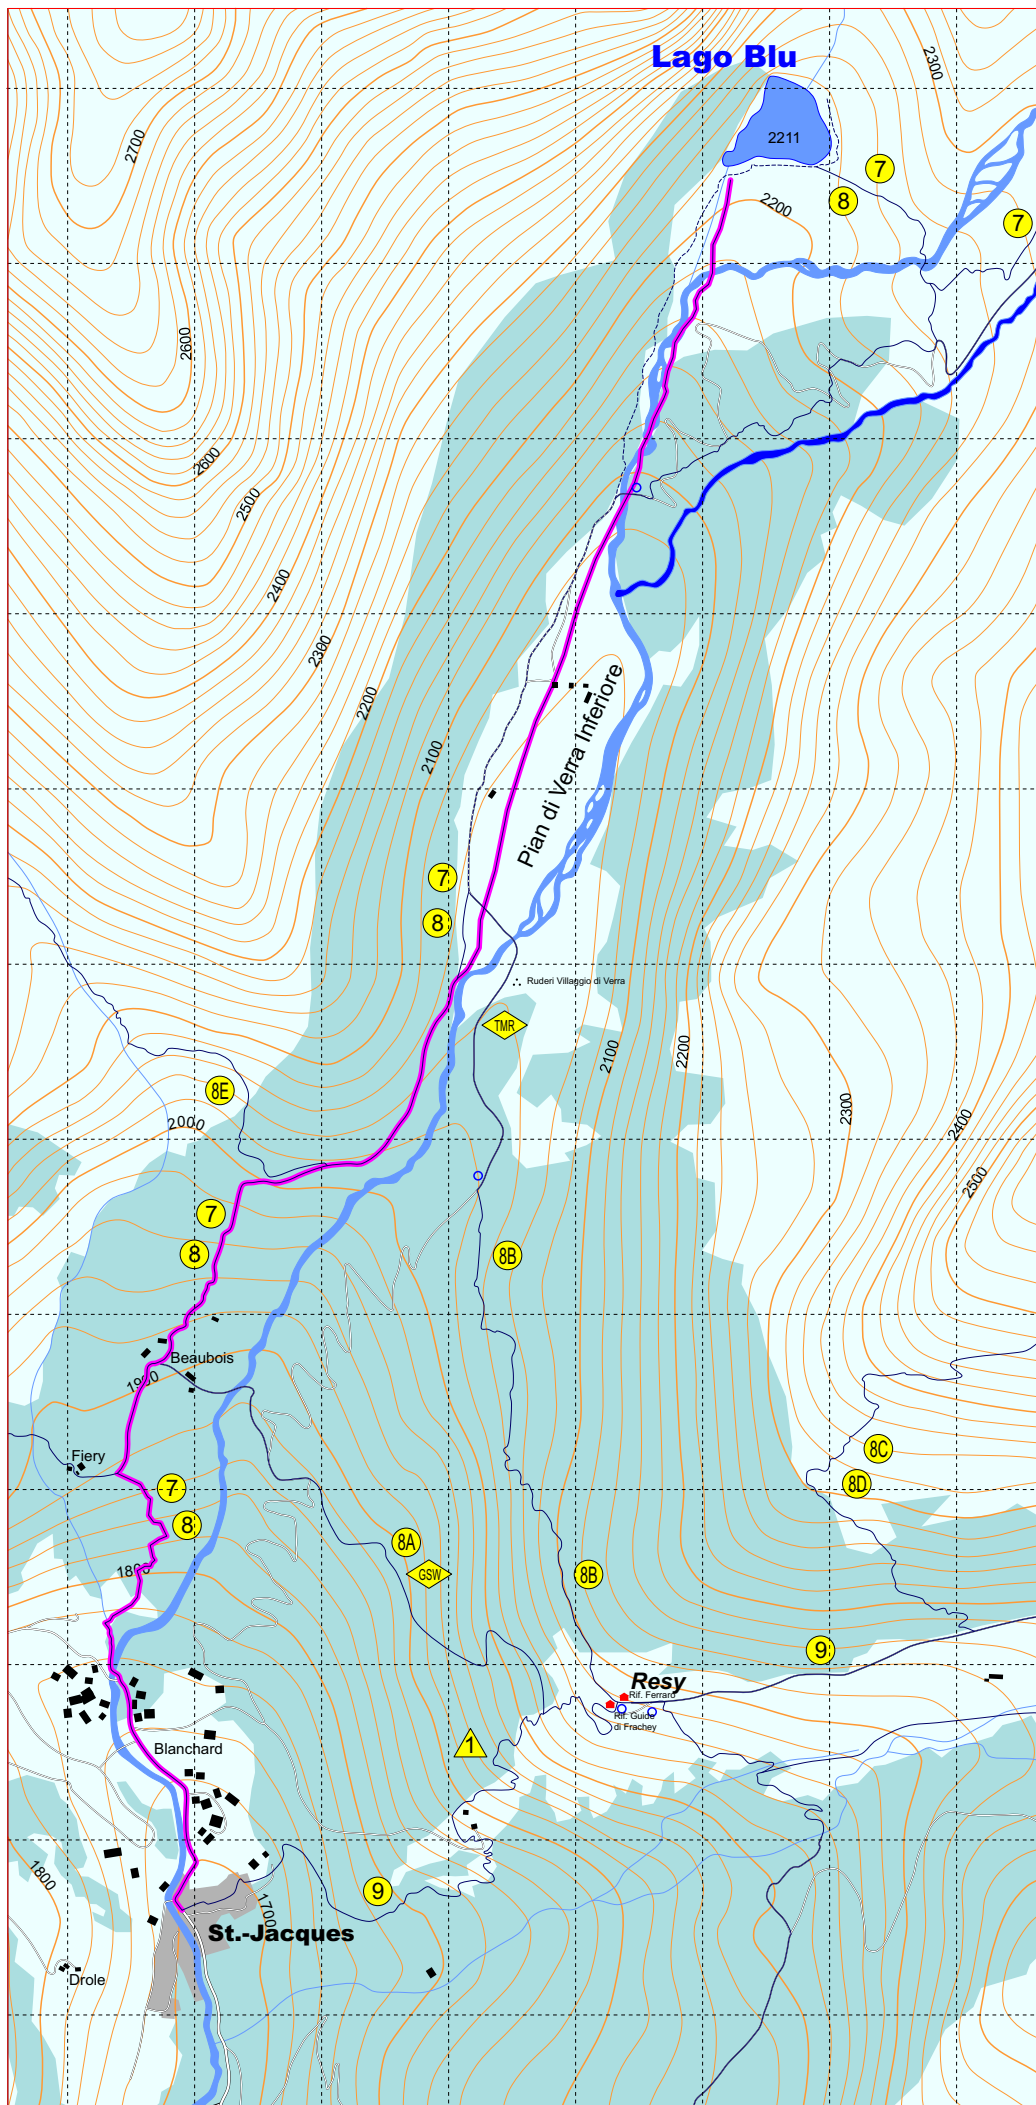 Lago Blu
2300
2700
2211
7
8
2200
7
2600
2600
2500
2400
2300
2200
2100
Pian di Verra Inferiore
7
8
Ruderi Villaggio di Verra
TMR
2100
2200
8E
2300
2000
2400
2500
7
8
8B
Beaubois
1900
8C
Fiery
8D
7
8
8A
GSW
8B
1800
9
Resy
Rif. Ferraro
Rif. Guide
di Frachey
1
Blanchard
1800
9
1700
St.-Jacques
Drole